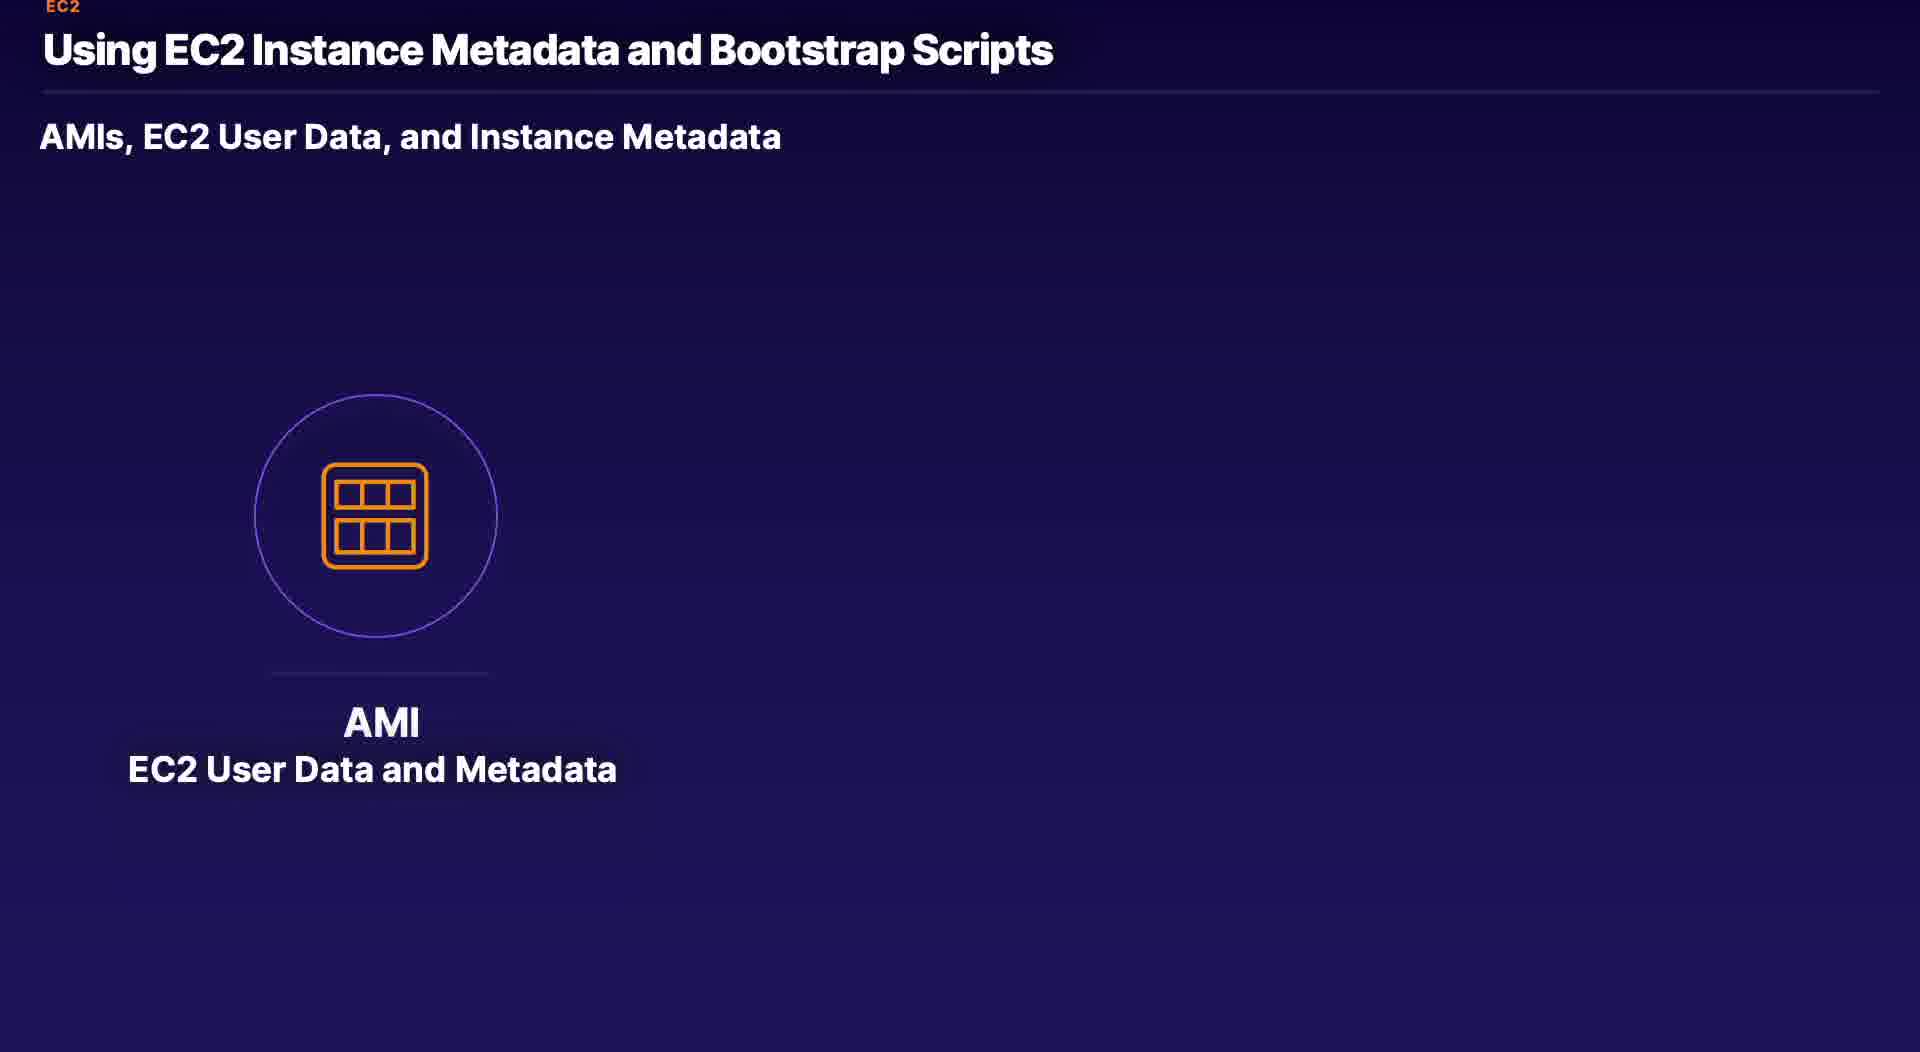 EC2
Using EC2 Instance Metadata and Bootstrap Scripts
AMIs, EC2 User Data, and Instance Metadata
AMI
EC2 User Data and Metadata